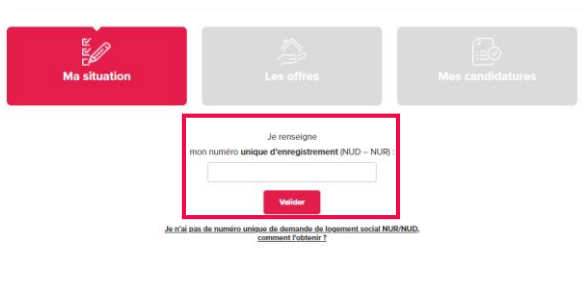 Ma situation
Les offres
Mes candidatures
Je renseigne
mon numéro unique d'enregistrement (NUD – NUR) :
Valider
Je n'ai pas de numéro unique de demande de logement social NUR/NUD,
comment l'obtenir ?